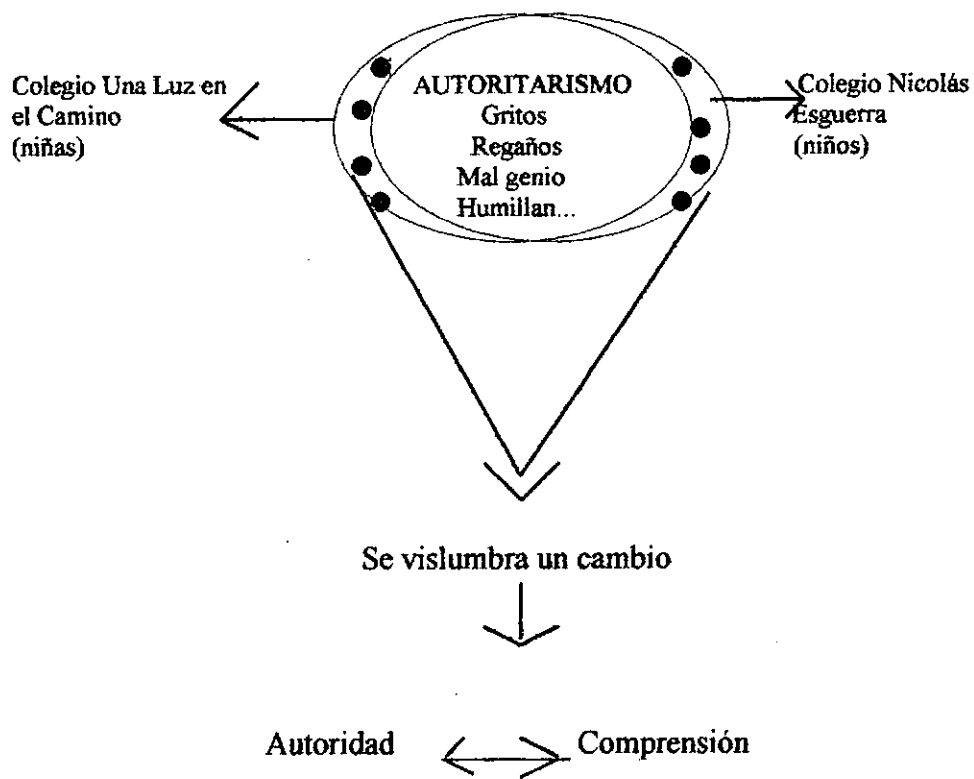 Colegio Una Luz en
el Camino
(niñas)
AUTORITARISMO
Gritos
Regaños
Mal genio
Humillan...
Colegio Nicolás
Esguerra
(niños)
Se vislumbra un cambio
Autoridad
Comprensión